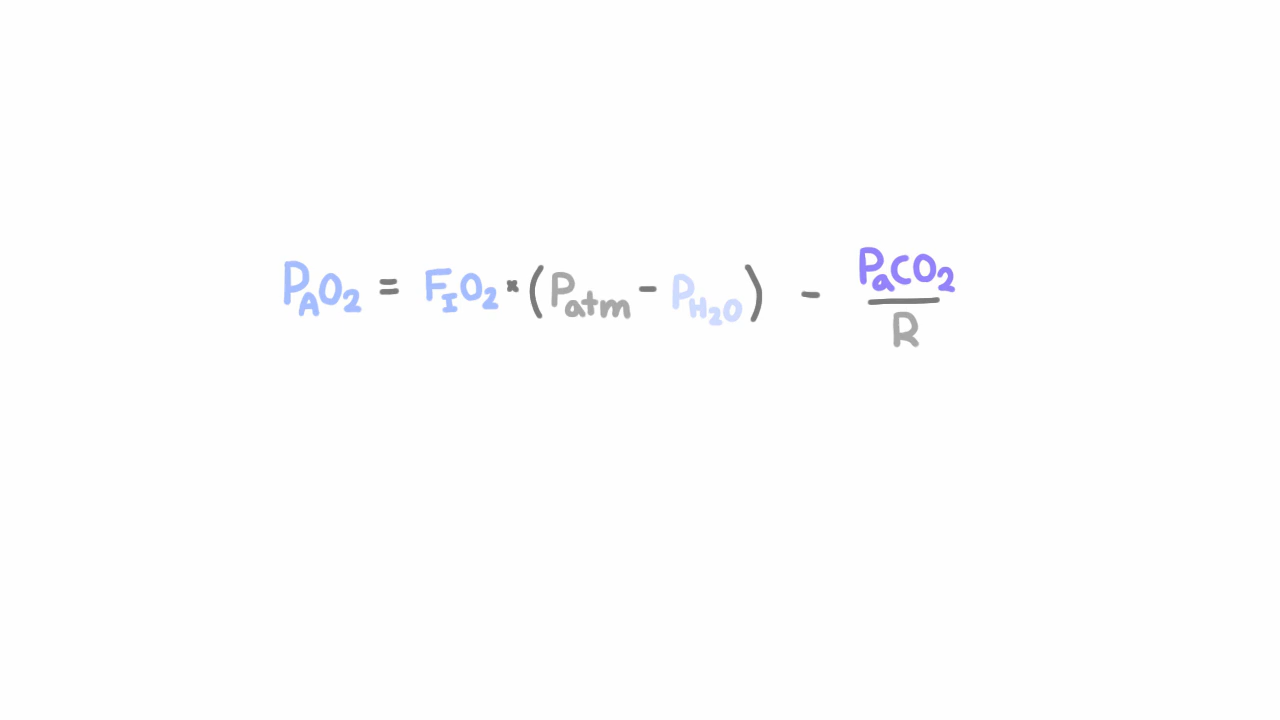 PAO2 = FIO2 × (Patm - PH2O) - PaCO2 / R